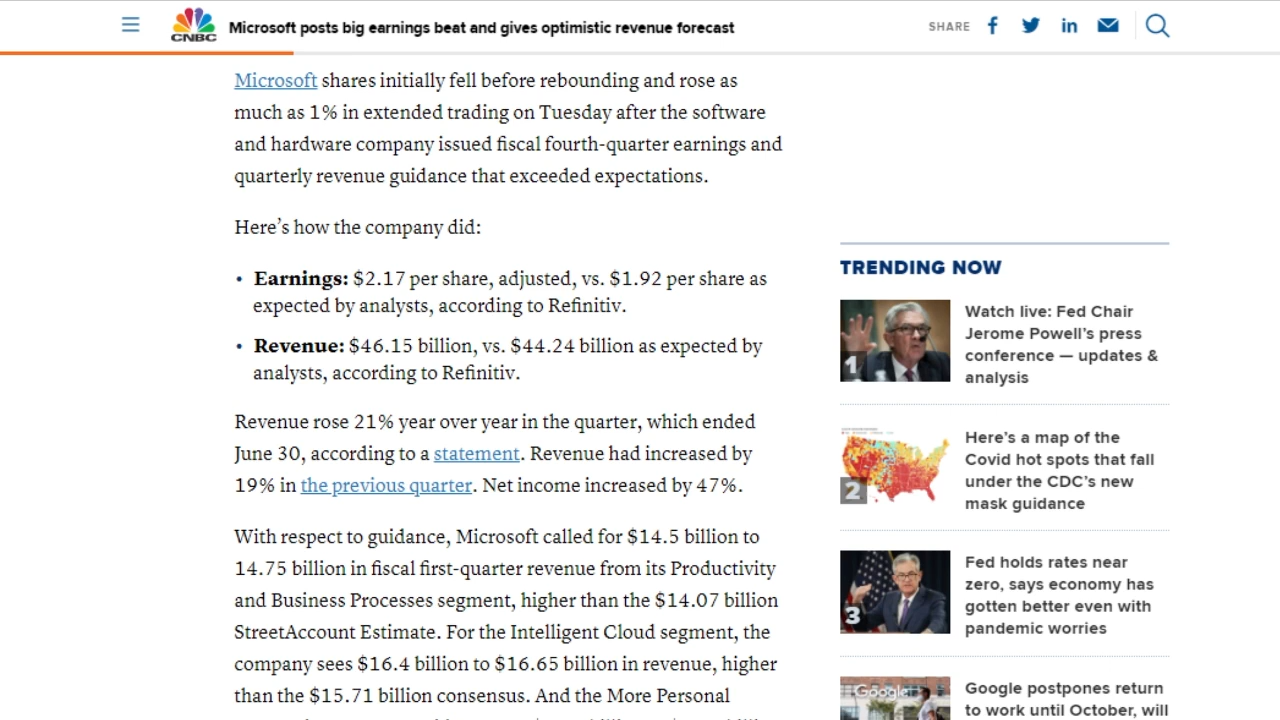 CNBC
Microsoft posts big earnings beat and gives optimistic revenue forecast
SHARE
Microsoft shares initially fell before rebounding and rose as
much as 1% in extended trading on Tuesday after the software
and hardware company issued fiscal fourth-quarter earnings and
quarterly revenue guidance that exceeded expectations.
Here’s how the company did:
• Earnings: $2.17 per share, adjusted, vs. $1.92 per share as
expected by analysts, according to Refinitiv.
• Revenue: $46.15 billion, vs. $44.24 billion as expected by
analysts, according to Refinitiv.
Revenue rose 21% year over year in the quarter, which ended
June 30, according to a statement. Revenue had increased by
19% in the previous quarter. Net income increased by 47%.
With respect to guidance, Microsoft called for $14.5 billion to
14.75 billion in fiscal first-quarter revenue from its Productivity
and Business Processes segment, higher than the $14.07 billion
StreetAccount Estimate. For the Intelligent Cloud segment, the
company sees $16.4 billion to $16.65 billion in revenue, higher
than the $15.71 billion consensus. And the More Personal
TRENDING NOW
1
Watch live: Fed Chair
Jerome Powell’s press
conference — updates &
analysis
2
Here’s a map of the
Covid hot spots that fall
under the CDC’s new
mask guidance
3
Fed holds rates near
zero, says economy has
gotten better even with
pandemic worries
Google
Google postpones return
to work until October, will